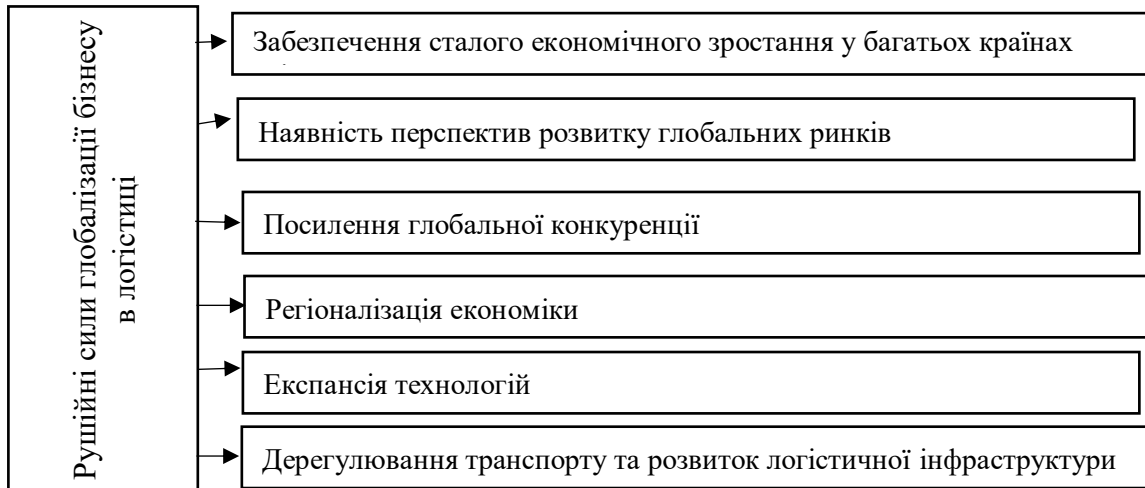 Рушійні сили глобалізації бізнесу
в логістиці
Забезпечення сталого економічного зростання у багатьох країнах
Наявність перспектив розвитку глобальних ринків
Посилення глобальної конкуренції
Регіоналізація економіки
Експансія технологій
Дерегулювання транспорту та розвиток логістичної інфраструктури